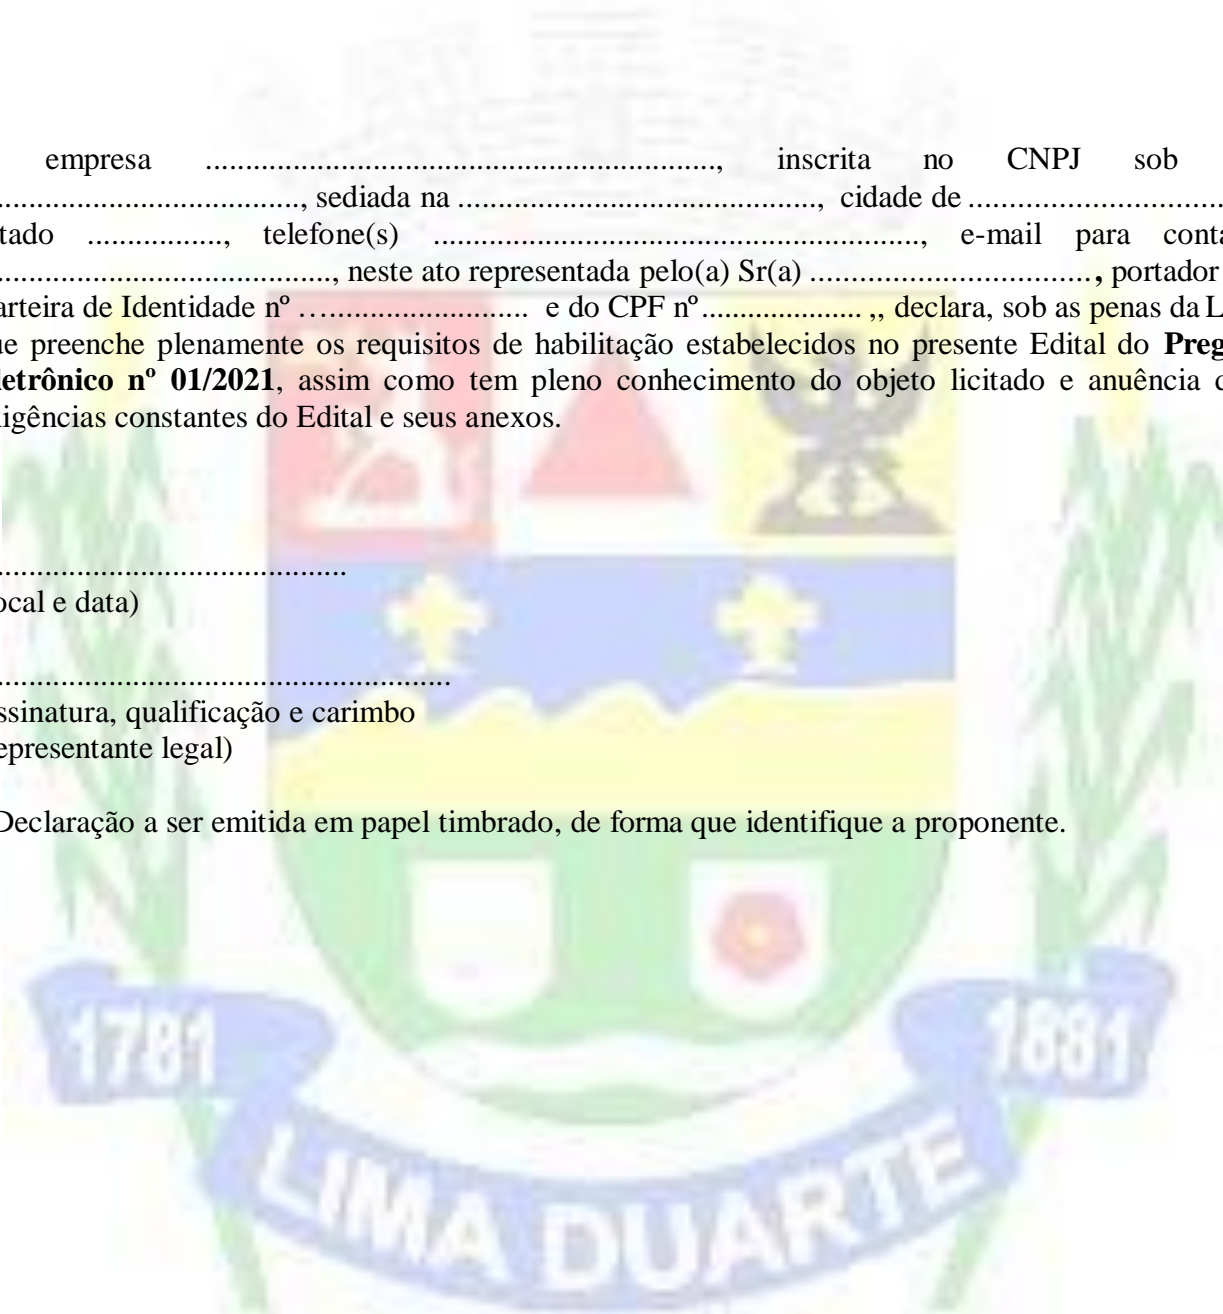 empresa ..............................................................., inscrita no CNPJ sob
......................................, sediada na ............................................, cidade de ................................
tado ................., telefone(s) ............................................................, e-mail para conta
.........................................., neste ato representada pelo(a) Sr(a) ..................................., portador
arteira de Identidade nº …......................... e do CPF nº.................... ,, declara, sob as penas da L
ue preenche plenamente os requisitos de habilitação estabelecidos no presente Edital do Preg
letrônico nº 01/2021, assim como tem pleno conhecimento do objeto licitado e anuência d
igências constantes do Edital e seus anexos.
............................................
ocal e data)
.........................................................
ssinatura, qualificação e carimbo
epresentante legal)
Declaração a ser emitida em papel timbrado, de forma que identifique a proponente.
1781
1881
LIMA DUARTE